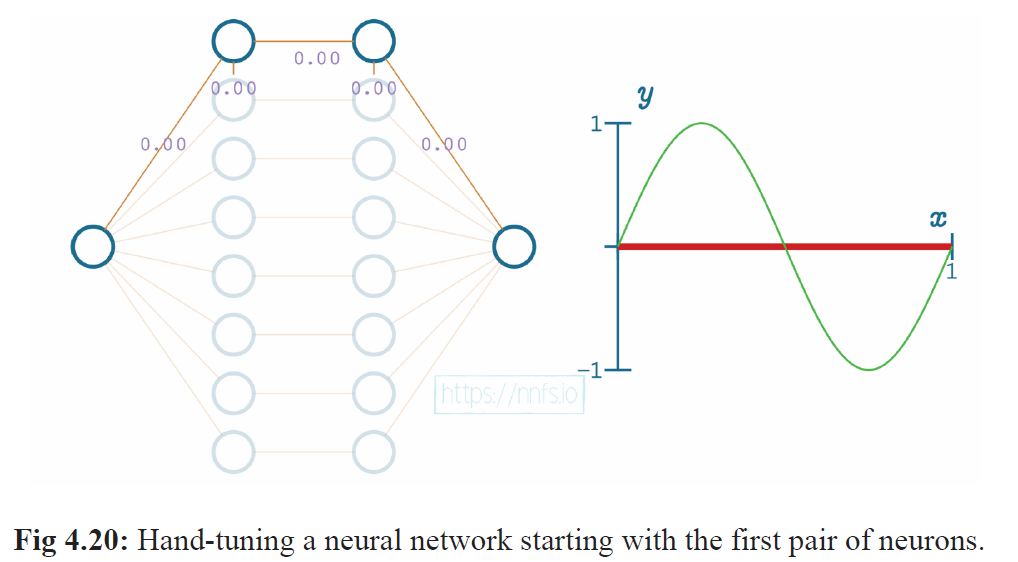 0.00
0.00
0.00
0.00
0.00
y
1
x
1
−1
https://nnfs.io
Fig 4.20: Hand-tuning a neural network starting with the first pair of neurons.